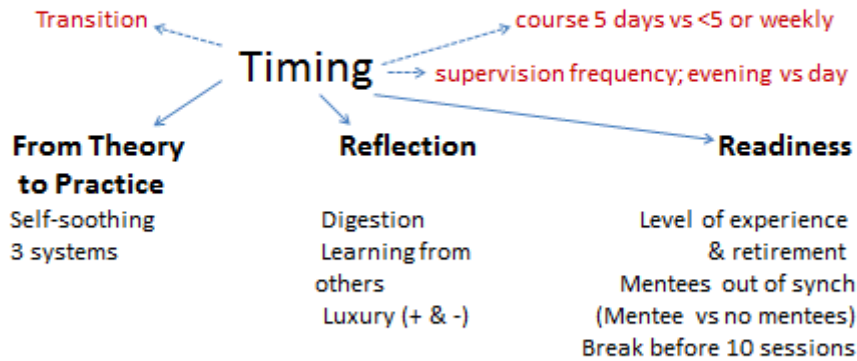 Transition
course 5 days vs <5 or weekly
Timing
supervision frequency; evening vs day
From Theory
to Practice
Self-soothing
3 systems
Reflection
Digestion
Learning from
others
Luxury (+ & -)
Readiness
Level of experience
& retirement
Mentees out of synch
(Mentee vs no mentees)
Break before 10 sessions